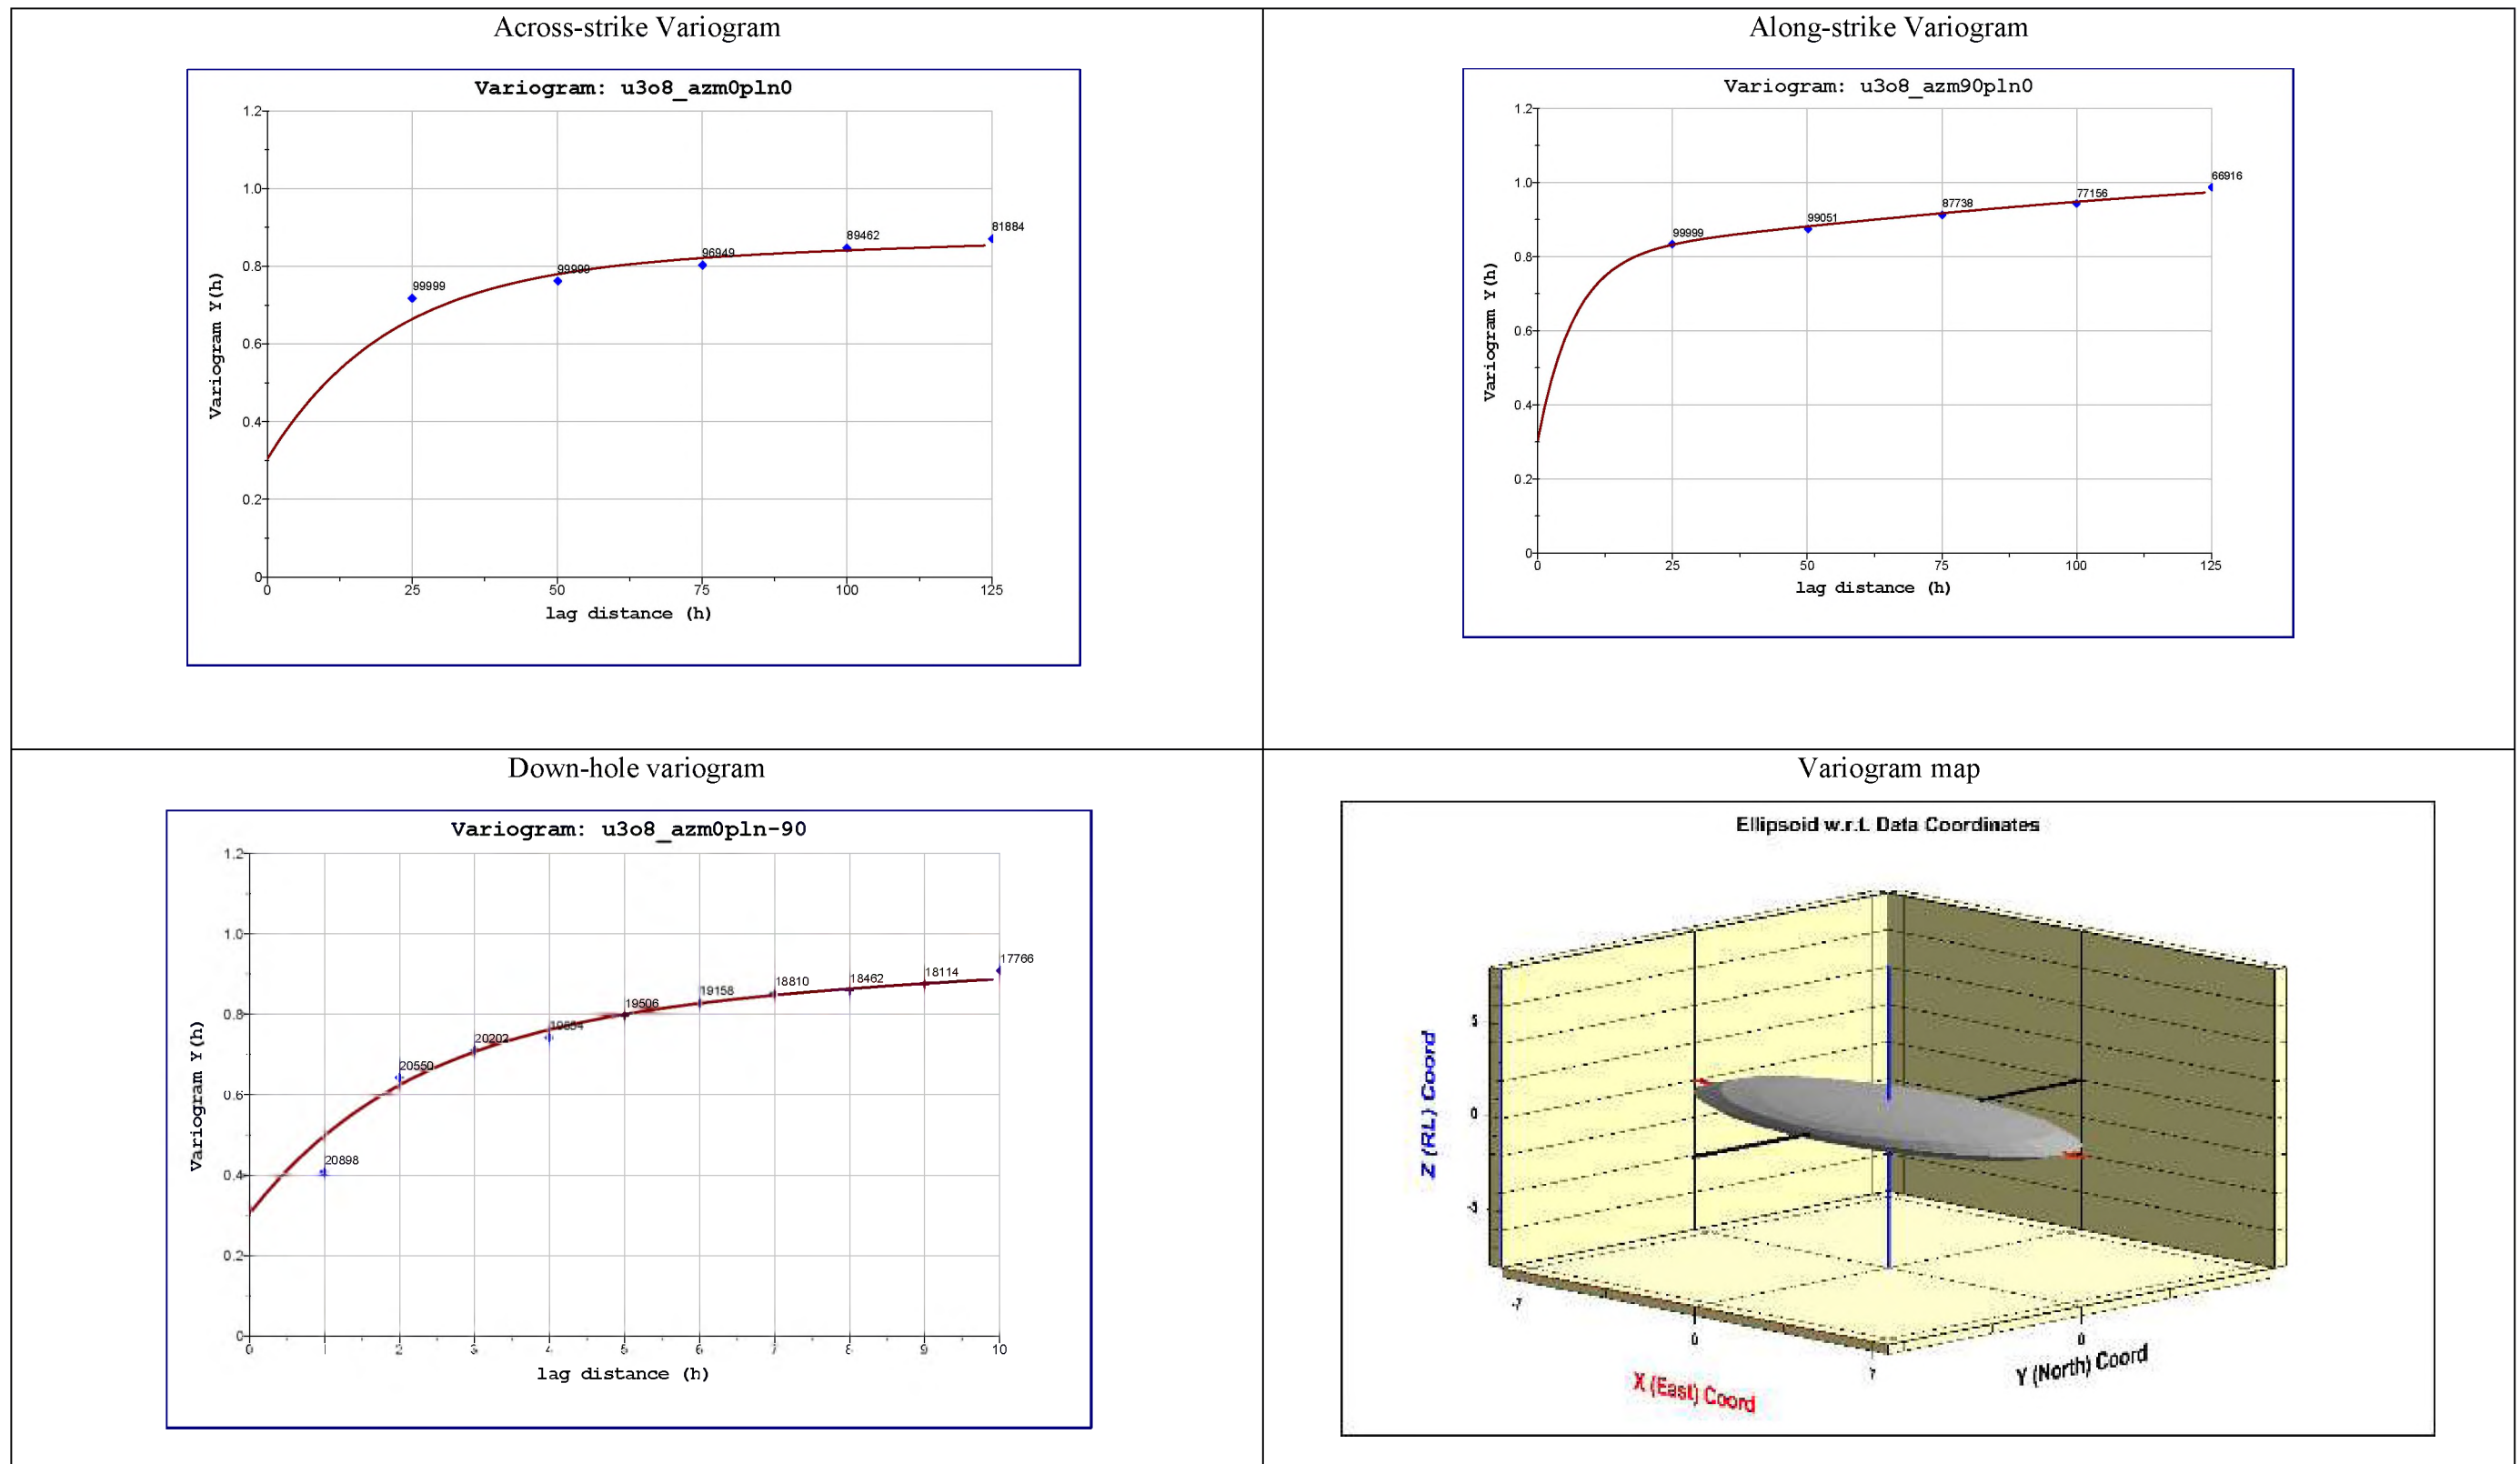 Across-strike Variogram
Variogram: u3o8_azm0pln0
1.2
1.0
0.8
0.6
0.4
0.2
0
Variogram Y(h)
99999
99999
96949
89462
81884
0 25 50 75 100 125
lag distance (h)
Along-strike Variogram
Variogram: u3o8_azm90pln0
1.2
1.0
0.8
0.6
0.4
0.2
0
Variogram Y(h)
99999
99051
87738
77156
66916
0 25 50 75 100 125
lag distance (h)
Down-hole variogram
Variogram: u3o8_azm0pln-90
1.2
1.0
0.8
0.6
0.4
0.2
0
Variogram Y(h)
20898
20550
20202
19506
19158
18810
18462
18114
17766
0 1 2 3 4 5 6 7 8 9 10
lag distance (h)
Variogram map
Ellipsoid w.r.t. Data Coordinates
Z (RL) Coord
5
0
-7
0
7
X (East) Coord
0
Y (North) Coord